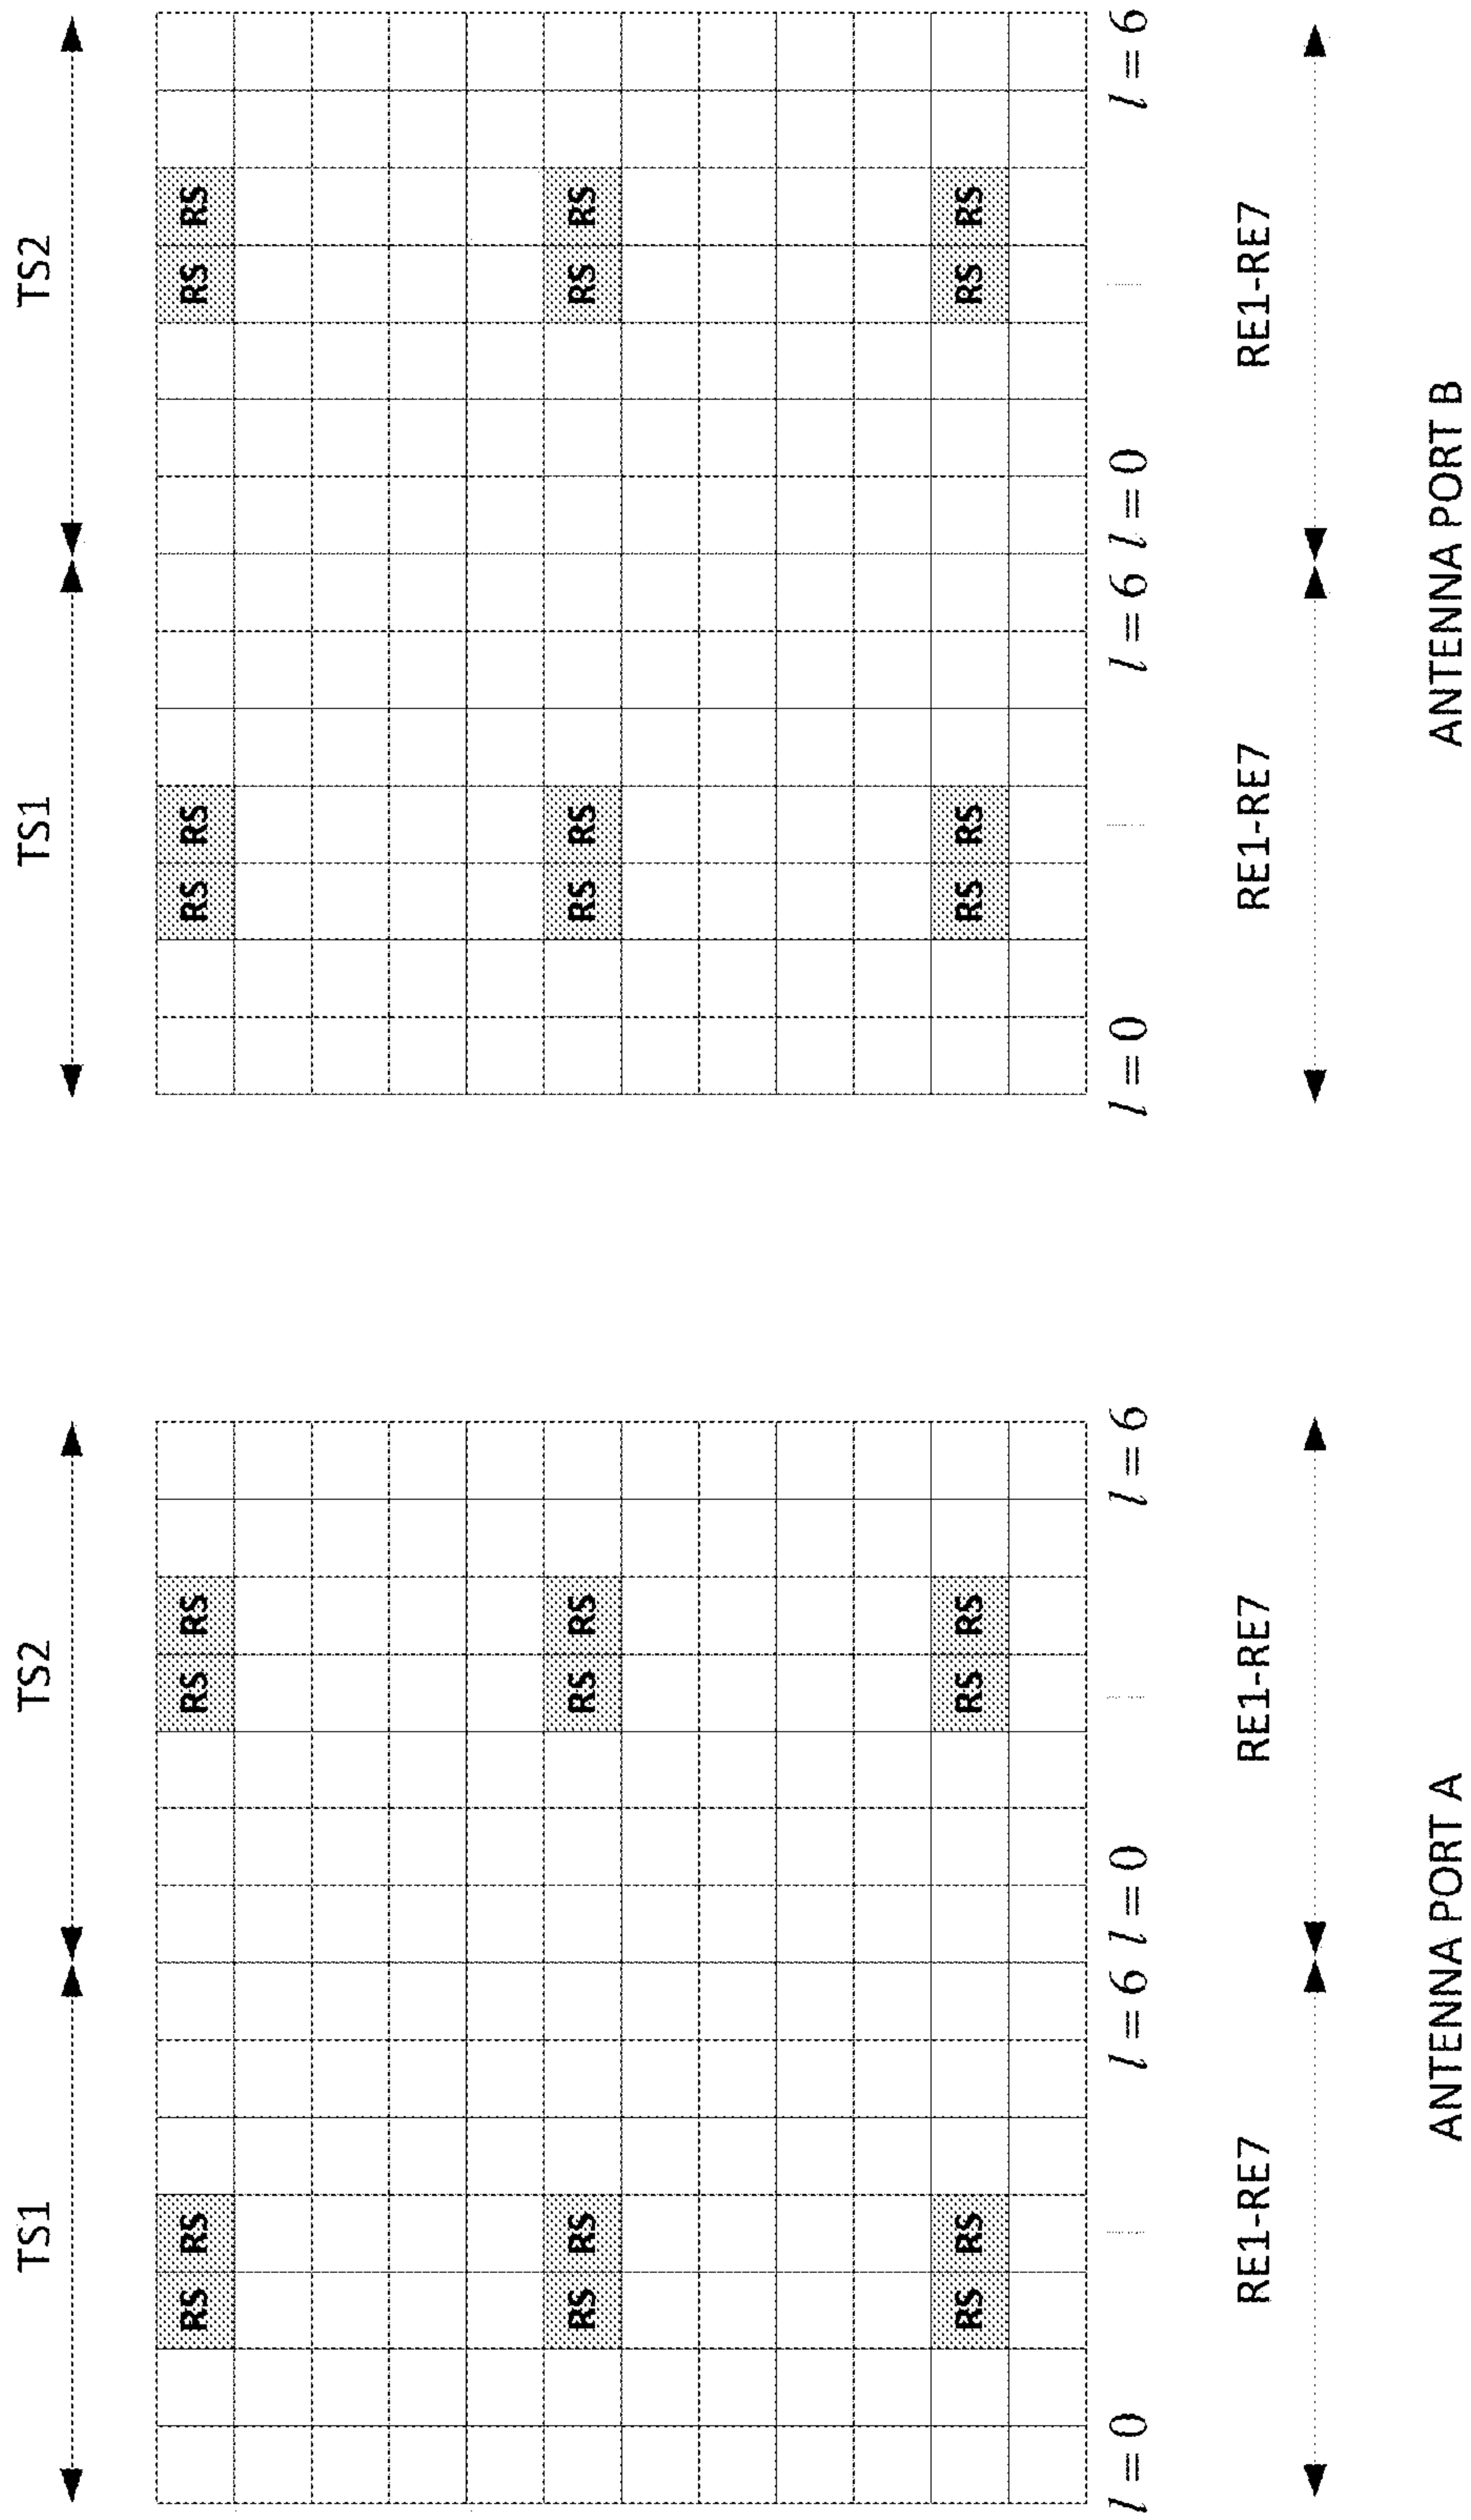 TS1 TS2 TS1 TS2
RS RS RS RS RS RS RS RS
RS RS RS RS RS RS RS RS
RS RS RS RS RS RS RS RS
l = 0 l = 6 l = 0 l = 6 l = 0 l = 6 l = 0 l = 6
RE1-RE7 RE1-RE7 RE1-RE7 RE1-RE7
ANTENNA PORT A ANTENNA PORT B